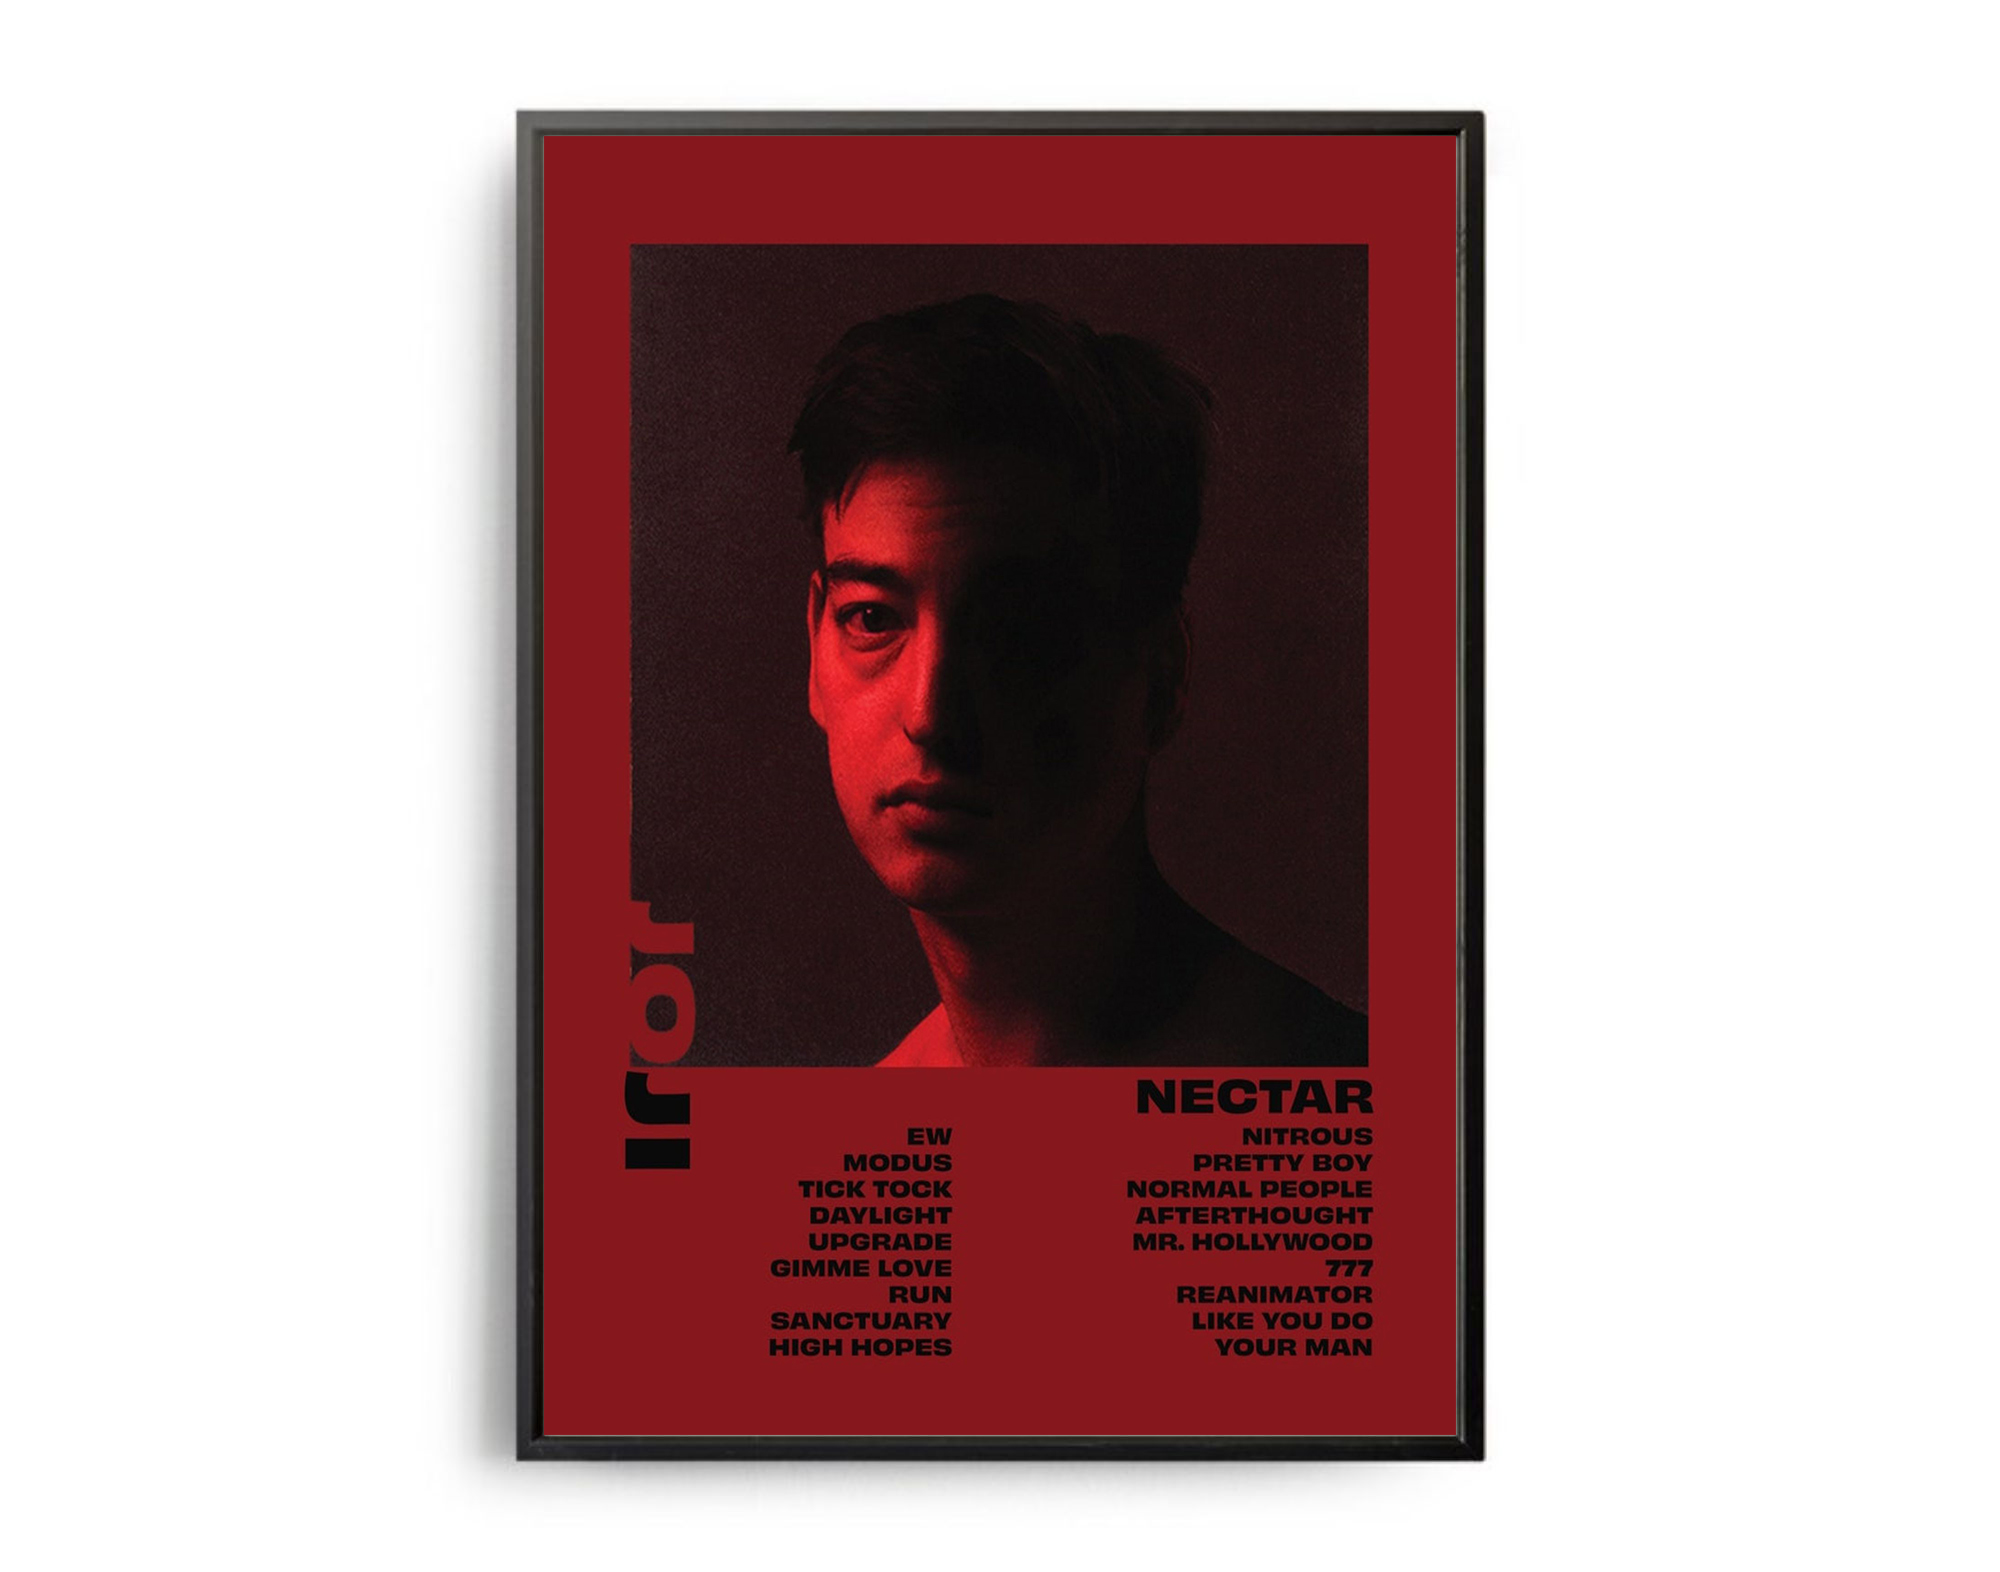 JOJI
NECTAR
EW
MODUS
TICK TOCK
DAYLIGHT
UPGRADE
GIMME LOVE
RUN
SANCTUARY
HIGH HOPES
NITROUS
PRETTY BOY
NORMAL PEOPLE
AFTERTHOUGHT
MR. HOLLYWOOD
777
REANIMATOR
LIKE YOU DO
YOUR MAN